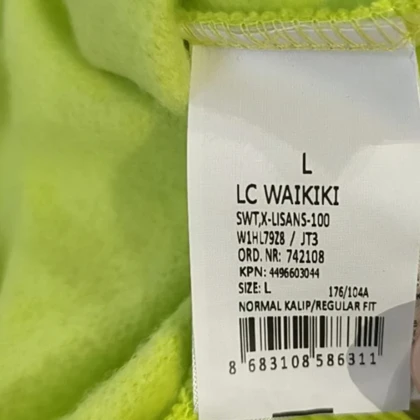 L
LC WAIKIKI
SWT,X-LISANS-100
W1HL79Z8 / JT3
ORD. NR: 742108
KPN: 4496603044
SIZE: L 176/104A
NORMAL KALIP/REGULAR FIT
8 683108 586311